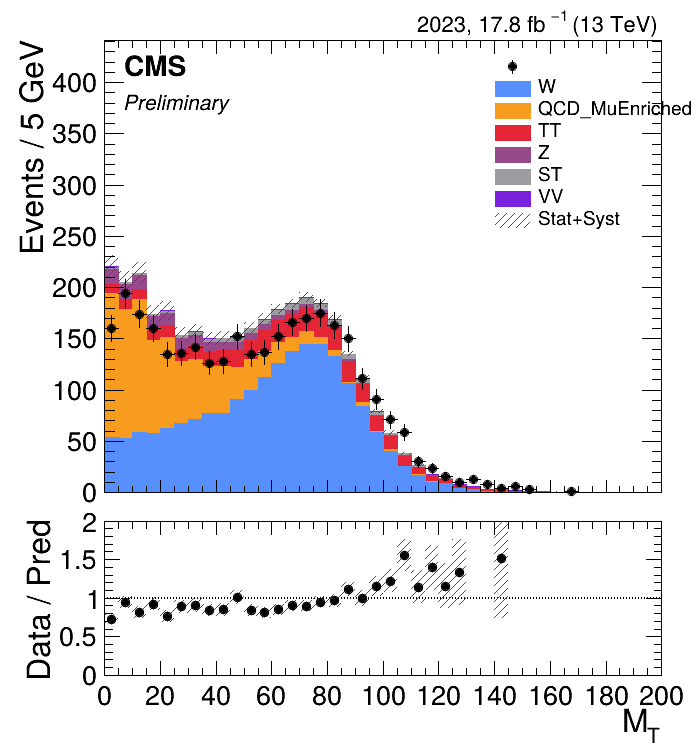 2023, 17.8 fb⁻¹ (13 TeV)
CMS
Preliminary
Events / 5 GeV
400
350
300
250
200
150
100
50
0
W
QCD_MuEnriched
TT
Z
ST
VV
Stat+Syst
Data / Pred
2
1.5
1
0.5
0
0 20 40 60 80 100 120 140 160 180 200
M_T